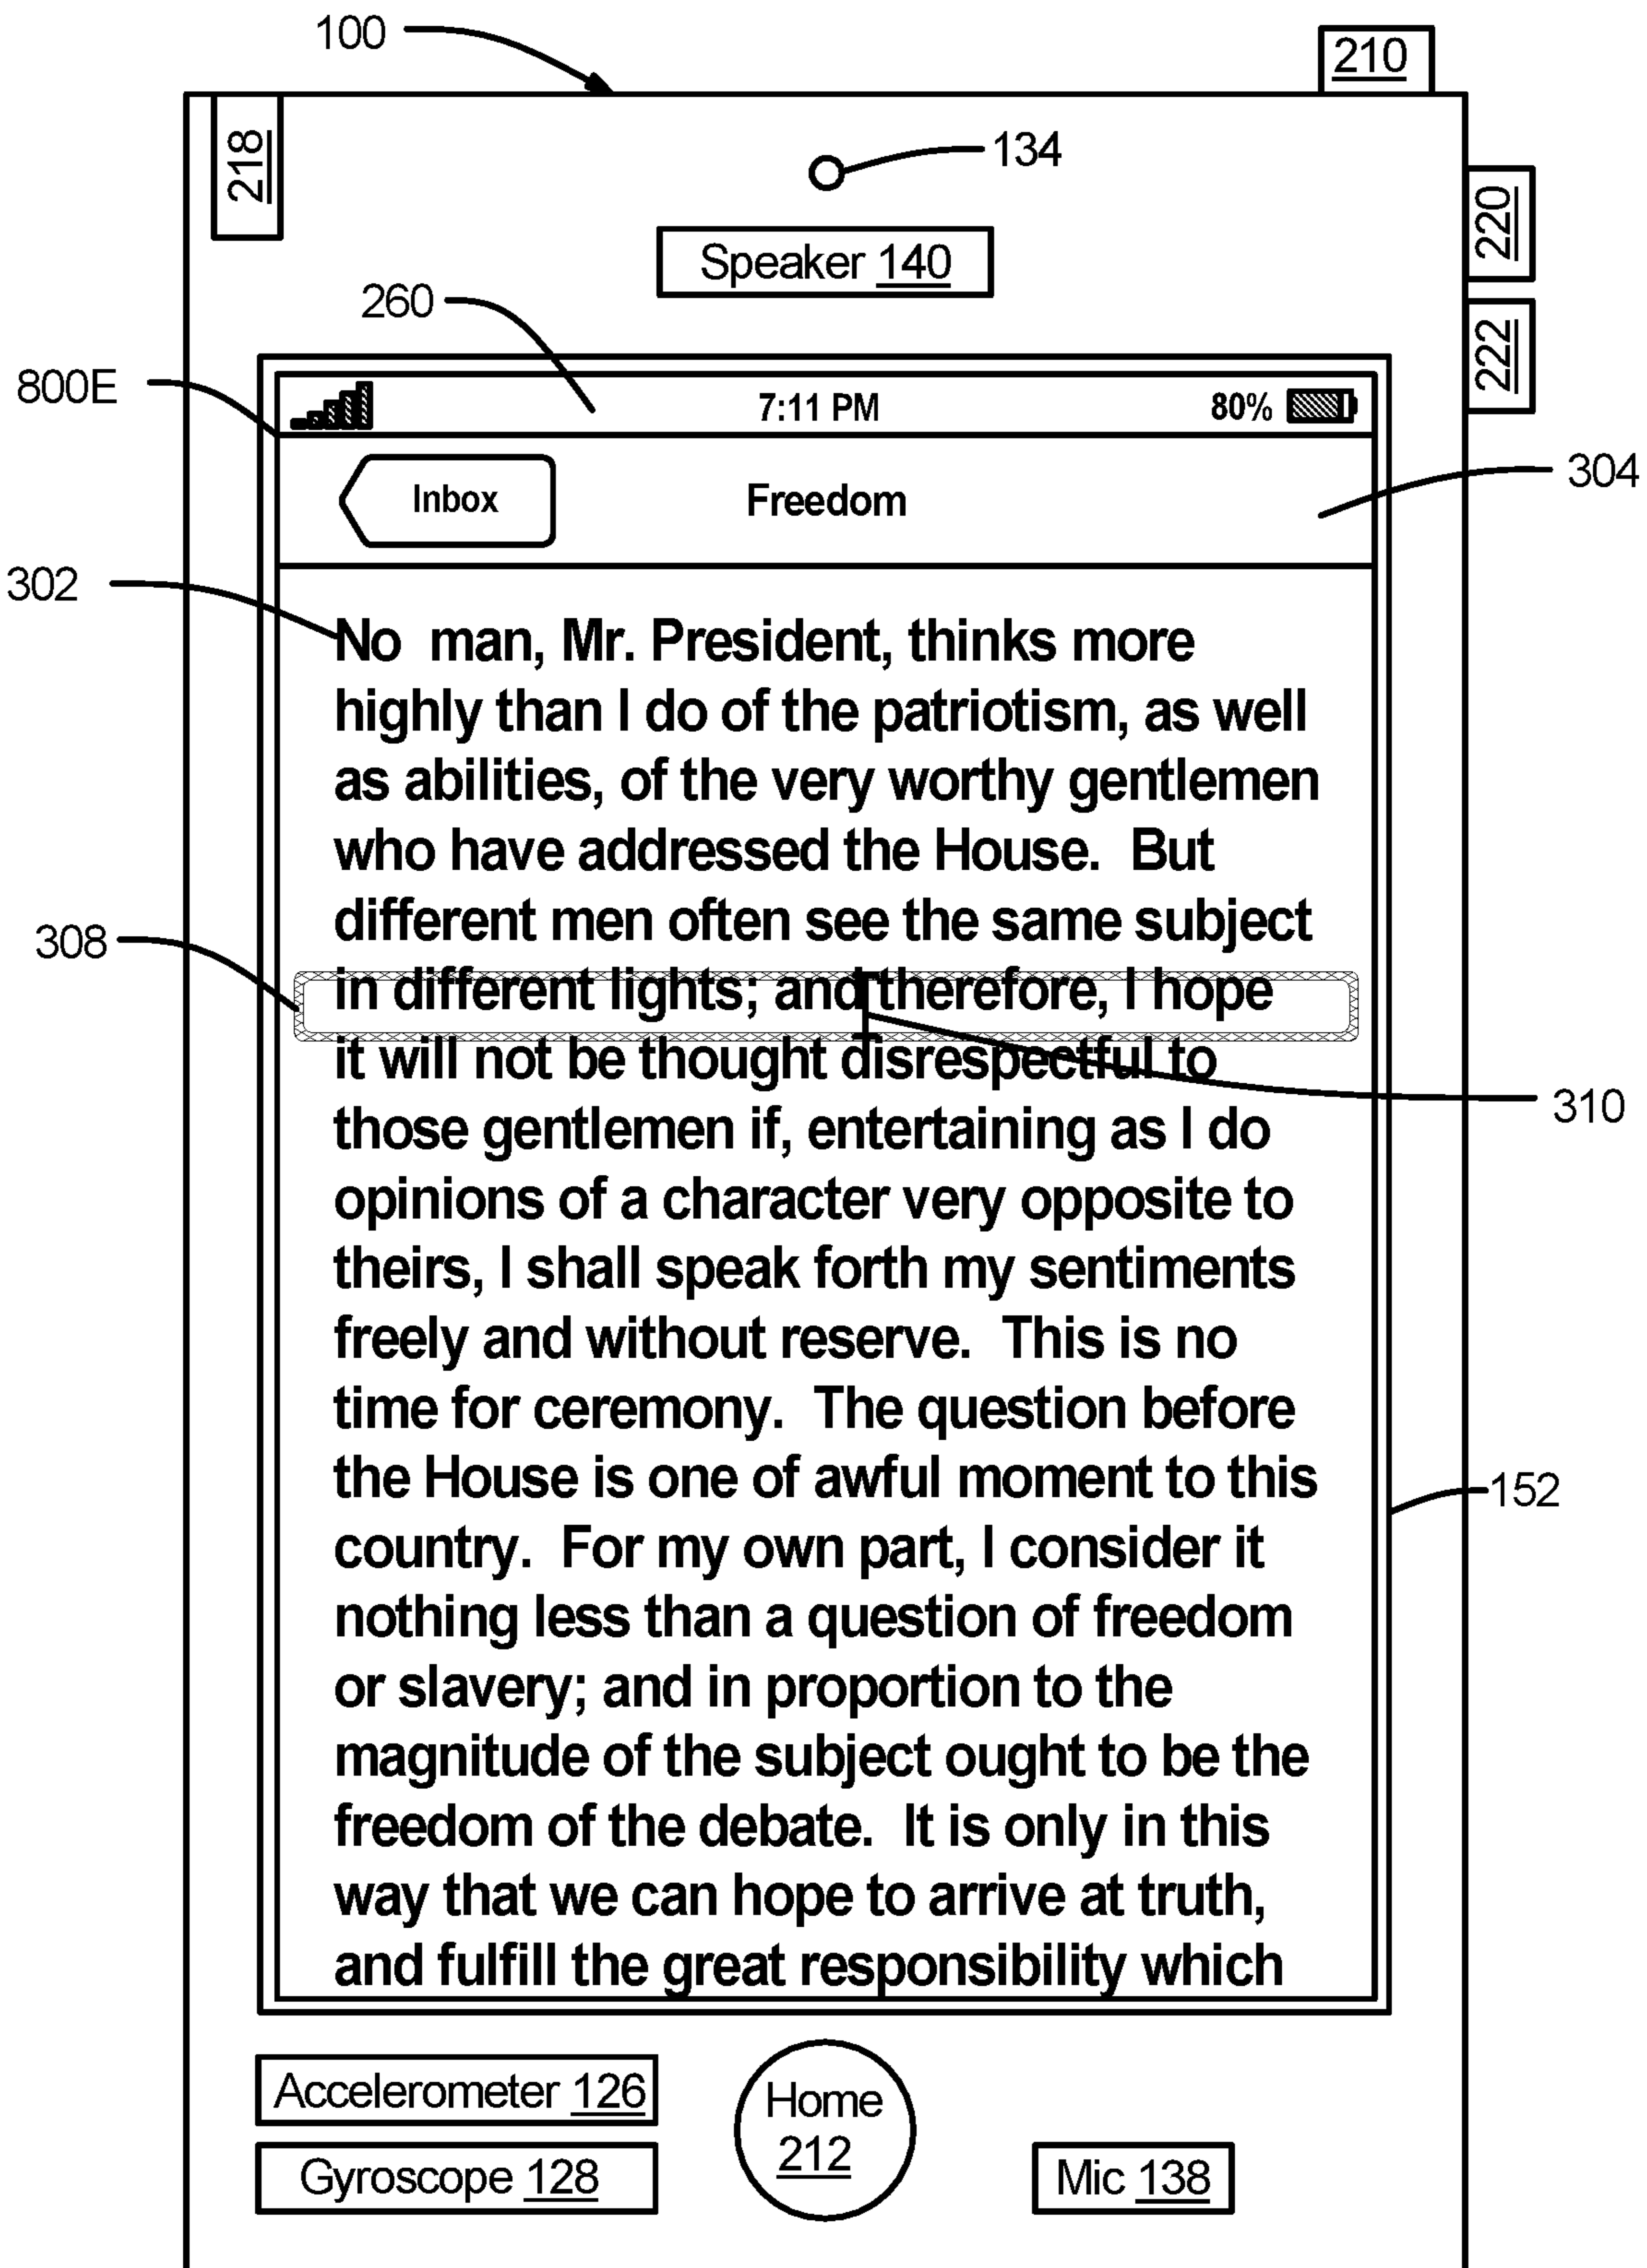 100
210
218
134
220
Speaker 140
260
222
800E
7:11 PM
80%
304
Inbox
Freedom
302
No  man, Mr. President, thinks more
highly than I do of the patriotism, as well
as abilities, of the very worthy gentlemen
who have addressed the House.  But
different men often see the same subject
308
in different lights; and therefore, I hope
it will not be thought disrespectful to
310
those gentlemen if, entertaining as I do
opinions of a character very opposite to
theirs, I shall speak forth my sentiments
freely and without reserve.  This is no
time for ceremony.  The question before
the House is one of awful moment to this
152
country.  For my own part, I consider it
nothing less than a question of freedom
or slavery; and in proportion to the
magnitude of the subject ought to be the
freedom of the debate.  It is only in this
way that we can hope to arrive at truth,
and fulfill the great responsibility which
Accelerometer 126
Home
212
Gyroscope 128
Mic 138